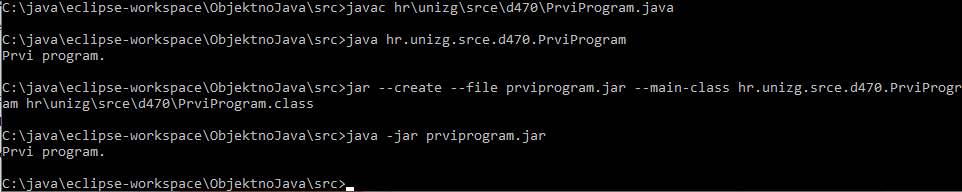 C:\java\eclipse-workspace\ObjektnoJava\src>javac hr\unizg\srce\d470\PrviProgram.java
C:\java\eclipse-workspace\ObjektnoJava\src>java hr.unizg.srce.d470.PrviProgram
Prvi program.
C:\java\eclipse-workspace\ObjektnoJava\src>jar --create --file prviprogram.jar --main-class hr.unizg.srce.d470.PrviProgr
am hr\unizg\srce\d470\PrviProgram.class
C:\java\eclipse-workspace\ObjektnoJava\src>java -jar prviprogram.jar
Prvi program.
C:\java\eclipse-workspace\ObjektnoJava\src>